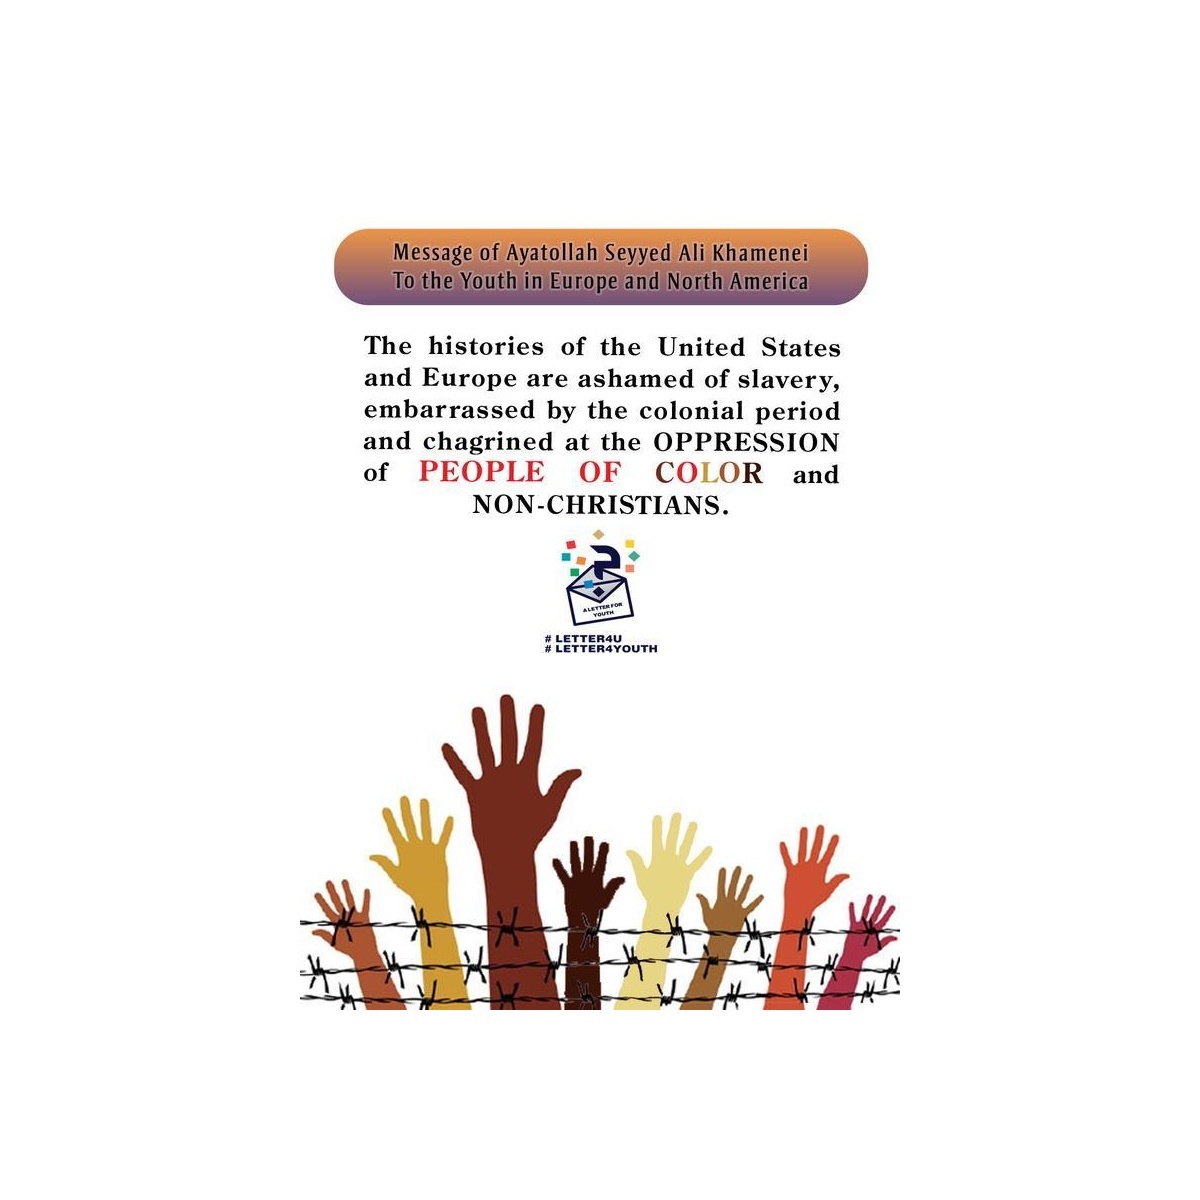 Message of Ayatollah Seyyed Ali Khamenei
To the Youth in Europe and North America
The histories of the United States
and Europe are ashamed of slavery,
embarrassed by the colonial period
and chagrined at the OPPRESSION
of PEOPLE OF COLOR and
NON-CHRISTIANS.
A LETTER FOR
YOUTH
# LETTER4U
# LETTER4YOUTH